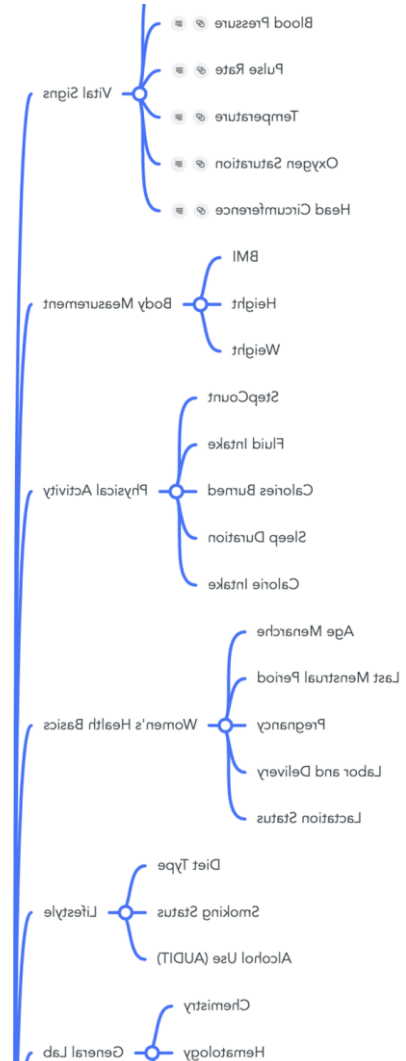 Blood Pressure
Pulse Rate
Vital Signs
Temperature
Oxygen Saturation
Head Circumference
BMI
Body Measurement
Height
Weight
StepCount
Fluid Intake
Physical Activity
Calories Burned
Sleep Duration
Calorie Intake
Age Menarche
Last Menstrual Period
Women's Health Basics
Pregnancy
Labor and Delivery
Lactation Status
Diet Type
Lifestyle
Smoking Status
Alcohol Use (AUDIT)
Chemistry
General Lab
Hematology